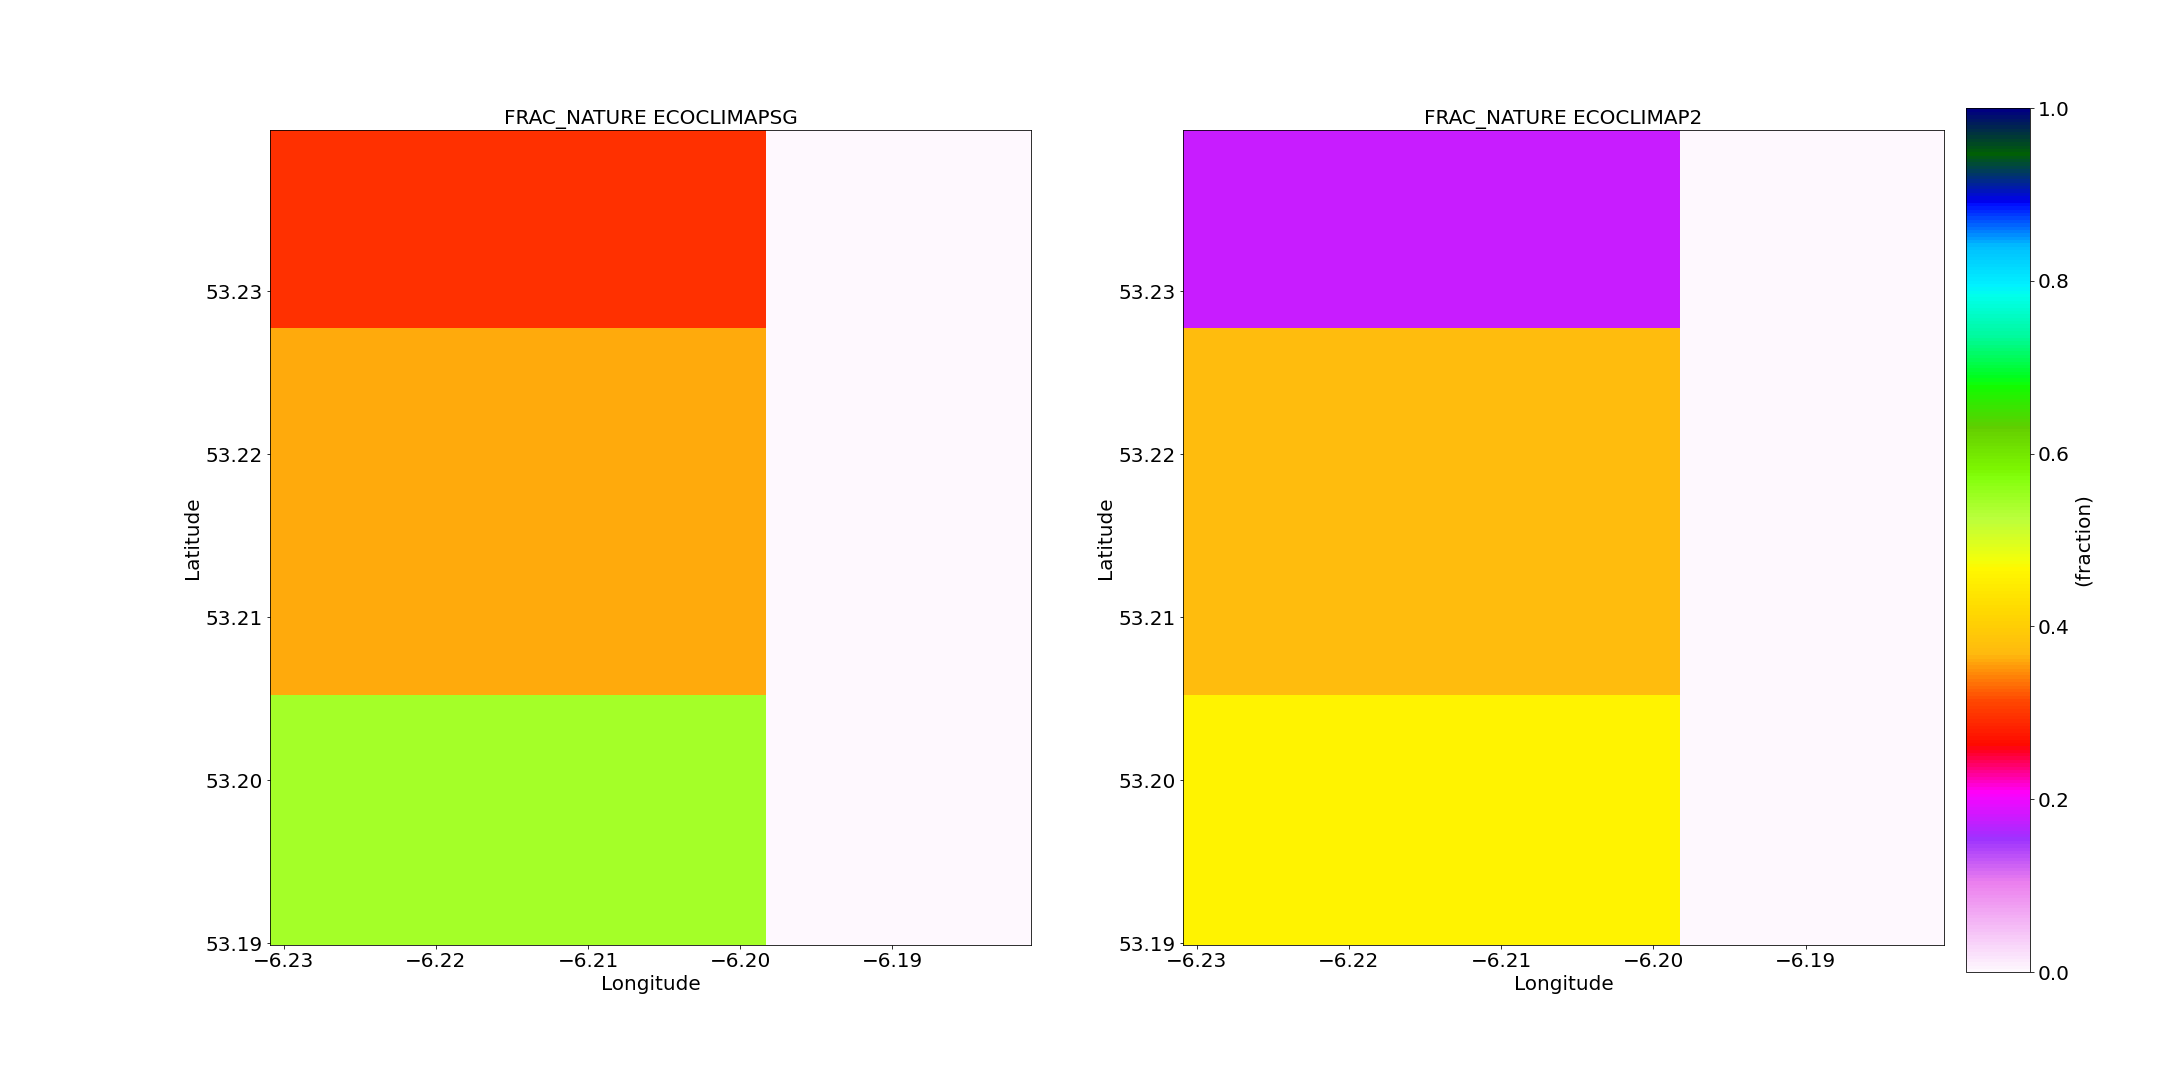 FRAC_NATURE ECOCLIMAPSG
53.23
53.22
53.21
53.20
53.19
Latitude
−6.23 −6.22 −6.21 −6.20 −6.19
Longitude
FRAC_NATURE ECOCLIMAP2
53.23
53.22
53.21
53.20
53.19
Latitude
−6.23 −6.22 −6.21 −6.20 −6.19
Longitude
1.0
0.8
0.6
0.4
0.2
0.0
(fraction)